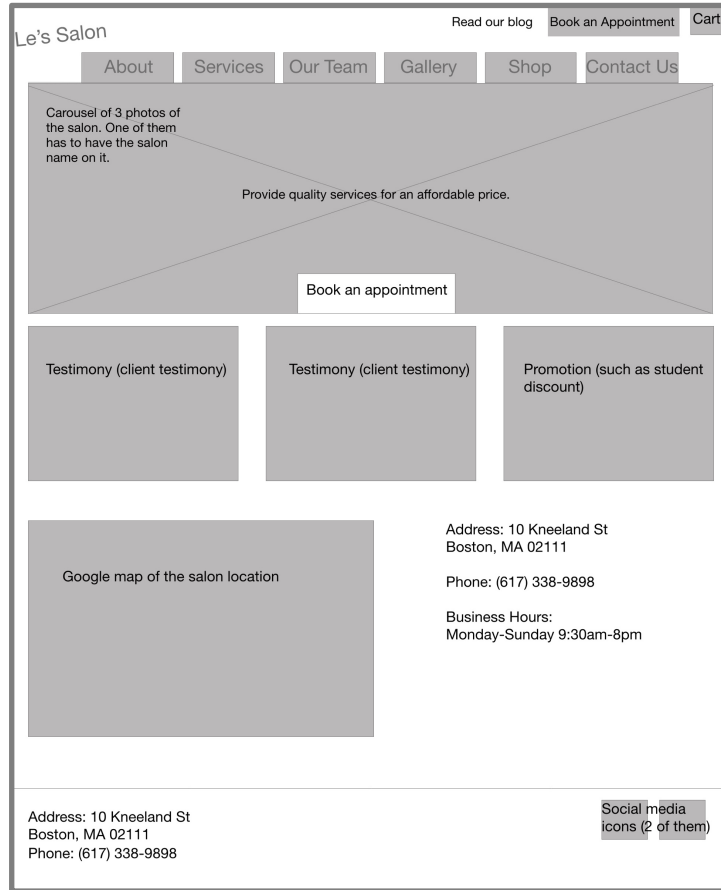 Le's Salon
Read our blog
Book an Appointment
Cart
About
Services
Our Team
Gallery
Shop
Contact Us
Carousel of 3 photos of
the salon. One of them
has to have the salon
name on it.
Provide quality services for an affordable price.
Book an appointment
Testimony (client testimony)
Testimony (client testimony)
Promotion (such as student
discount)
Google map of the salon location
Address: 10 Kneeland St
Boston, MA 02111
Phone: (617) 338-9898
Business Hours:
Monday-Sunday 9:30am-8pm
Address: 10 Kneeland St
Boston, MA 02111
Phone: (617) 338-9898
Social media
icons (2 of them)